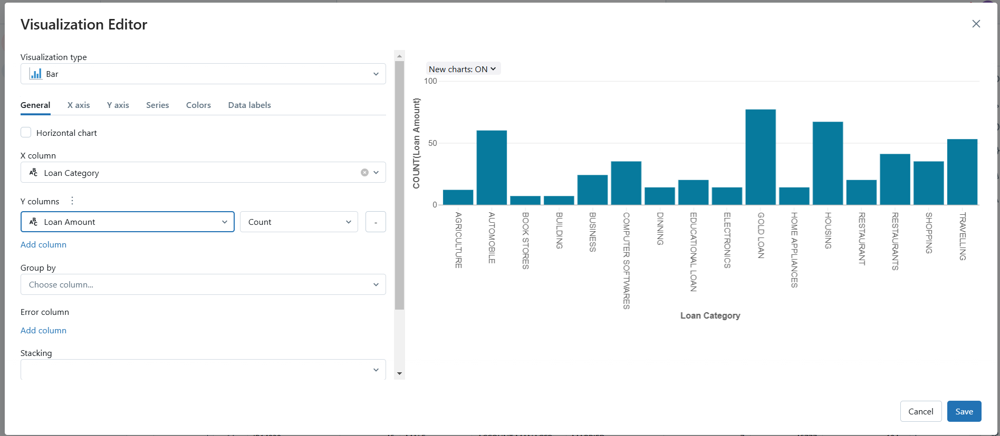 Visualization Editor
Visualization type
Bar
General X axis Y axis Series Colors Data labels
Horizontal chart
X column
ABC Loan Category
Y columns
ABC Loan Amount Count -
Add column
Group by
Choose column...
Error column
Add column
Stacking
New charts: ON
100
50
0
COUNT(Loan Amount)
AGRICULTURE
AUTOMOBILE
BOOK STORES
BUILDING
BUSINESS
COMPUTER SOFTWARES
DINNING
EDUCATIONAL LOAN
ELECTRONICS
GOLD LOAN
HOME APPLIANCES
HOUSING
RESTAURANT
RESTAURANTS
SHOPPING
TRAVELLING
Loan Category
Cancel Save